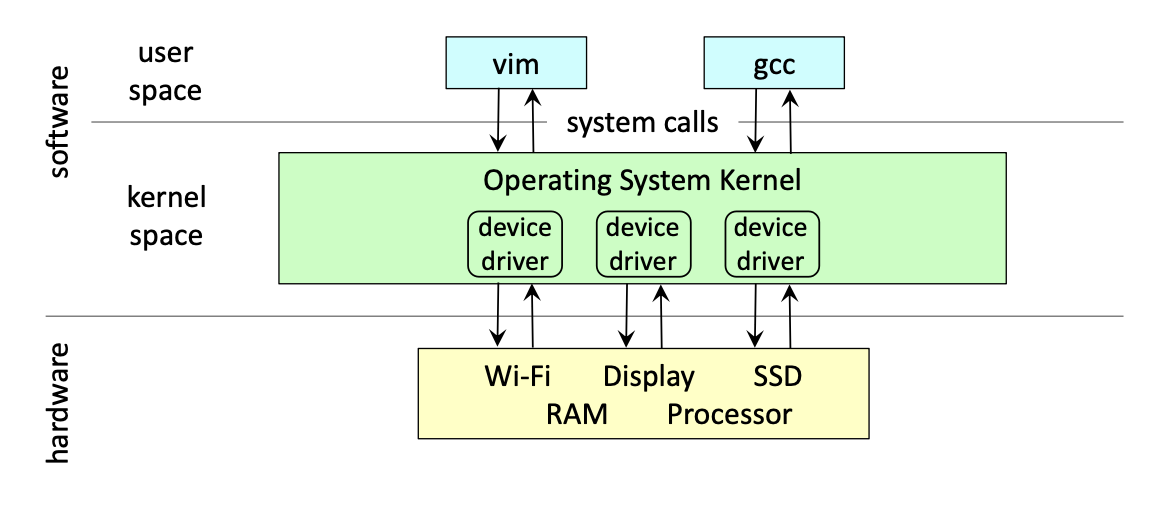 software
user
space
vim
gcc
system calls
kernel
space
Operating System Kernel
device
driver
device
driver
device
driver
hardware
Wi-Fi Display SSD
RAM Processor